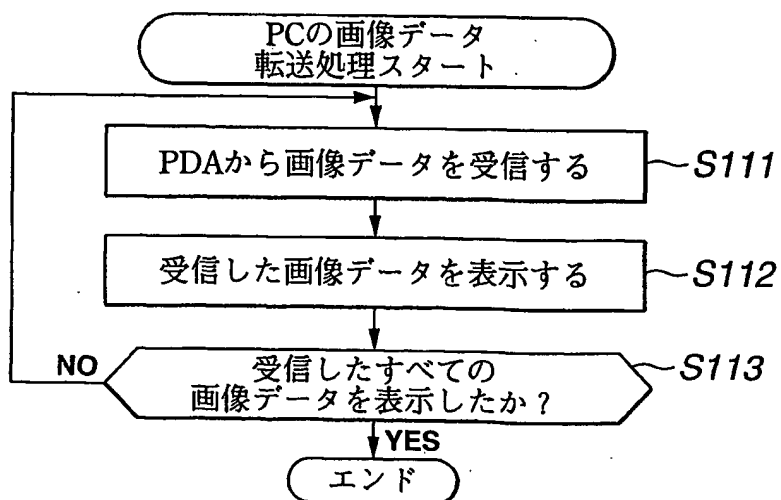 PCの画像データ
転送処理スタート
PDAから画像データを受信する
S111
受信した画像データを表示する
S112
受信したすべての
画像データを表示したか？
S113
NO
YES
エンド